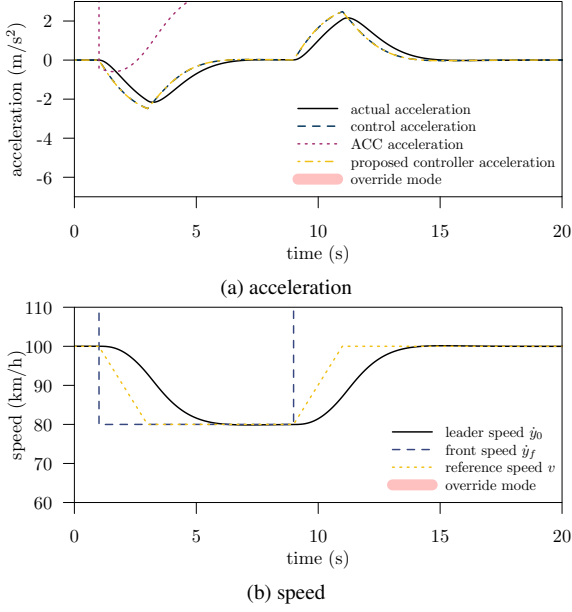 2
0
-2
-4
-6
acceleration (m/s²)
actual acceleration
control acceleration
ACC acceleration
proposed controller acceleration
override mode
0 5 10 15 20
time (s)
(a) acceleration
110
100
90
80
70
60
speed (km/h)
leader speed ẏ₀
front speed ẏf
reference speed v
override mode
0 5 10 15 20
time (s)
(b) speed